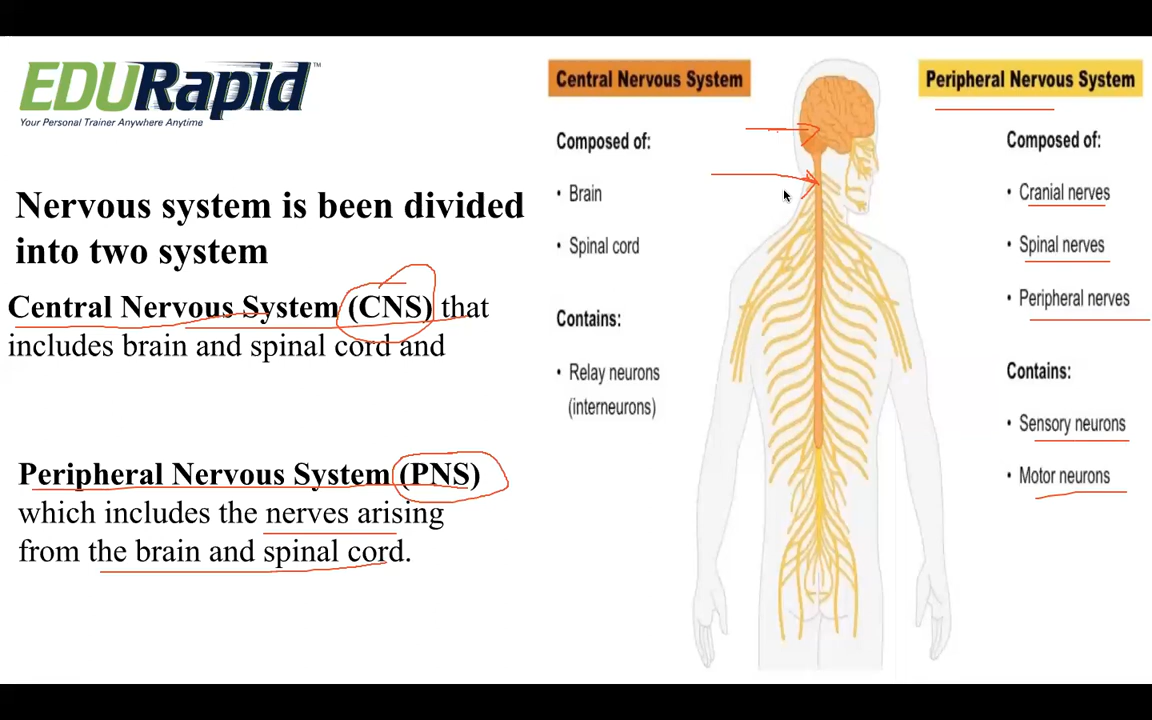 EDURapid™
Your Personal Trainer Anywhere Anytime
Nervous system is been divided
into two system
Central Nervous System (CNS) that
includes brain and spinal cord and
Peripheral Nervous System (PNS)
which includes the nerves arising
from the brain and spinal cord.
Central Nervous System
Composed of:
• Brain
• Spinal cord
Contains:
• Relay neurons
(interneurons)
Peripheral Nervous System
Composed of:
• Cranial nerves
• Spinal nerves
• Peripheral nerves
Contains:
• Sensory neurons
• Motor neurons